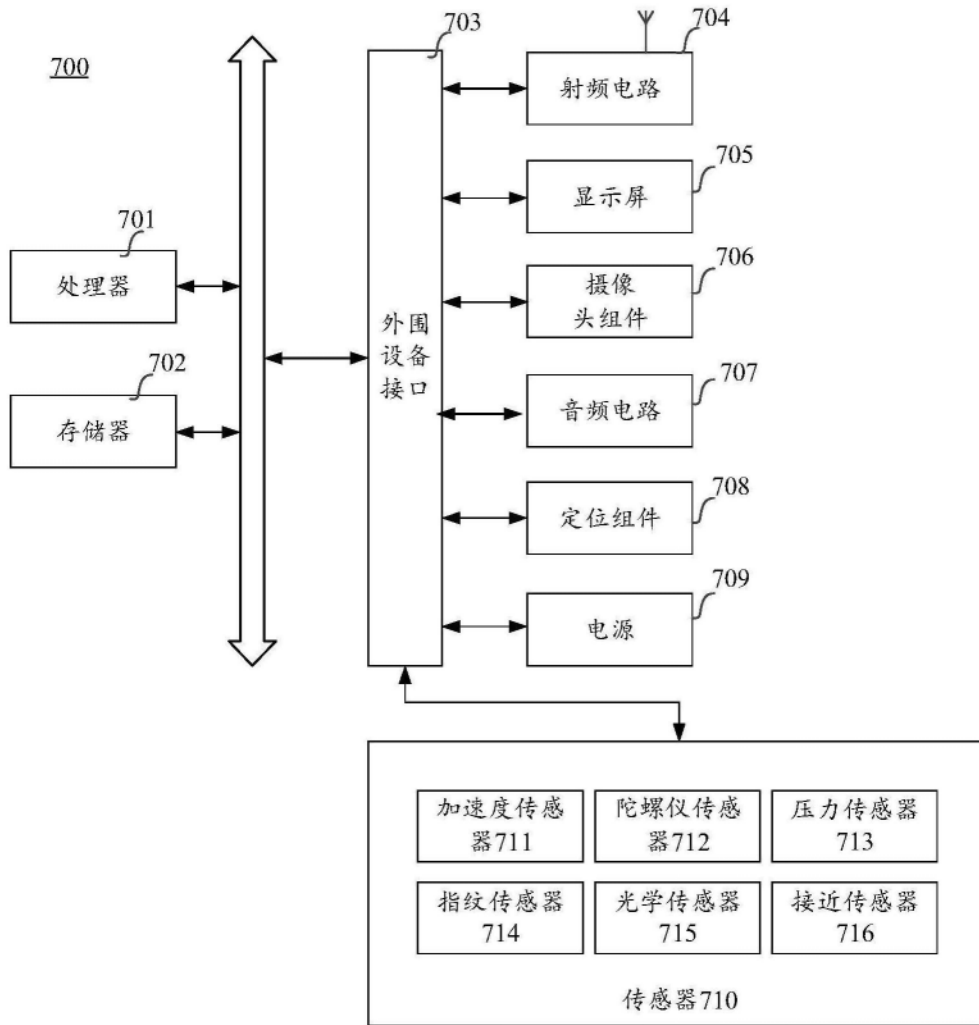 700
703
704
射频电路
705
显示屏
701
处理器
706
摄像
头组件
外围
设备
接口
702
存储器
707
音频电路
708
定位组件
709
电源
加速度传感
器711
陀螺仪传感
器712
压力传感器
713
指纹传感器
714
光学传感器
715
接近传感器
716
传感器710